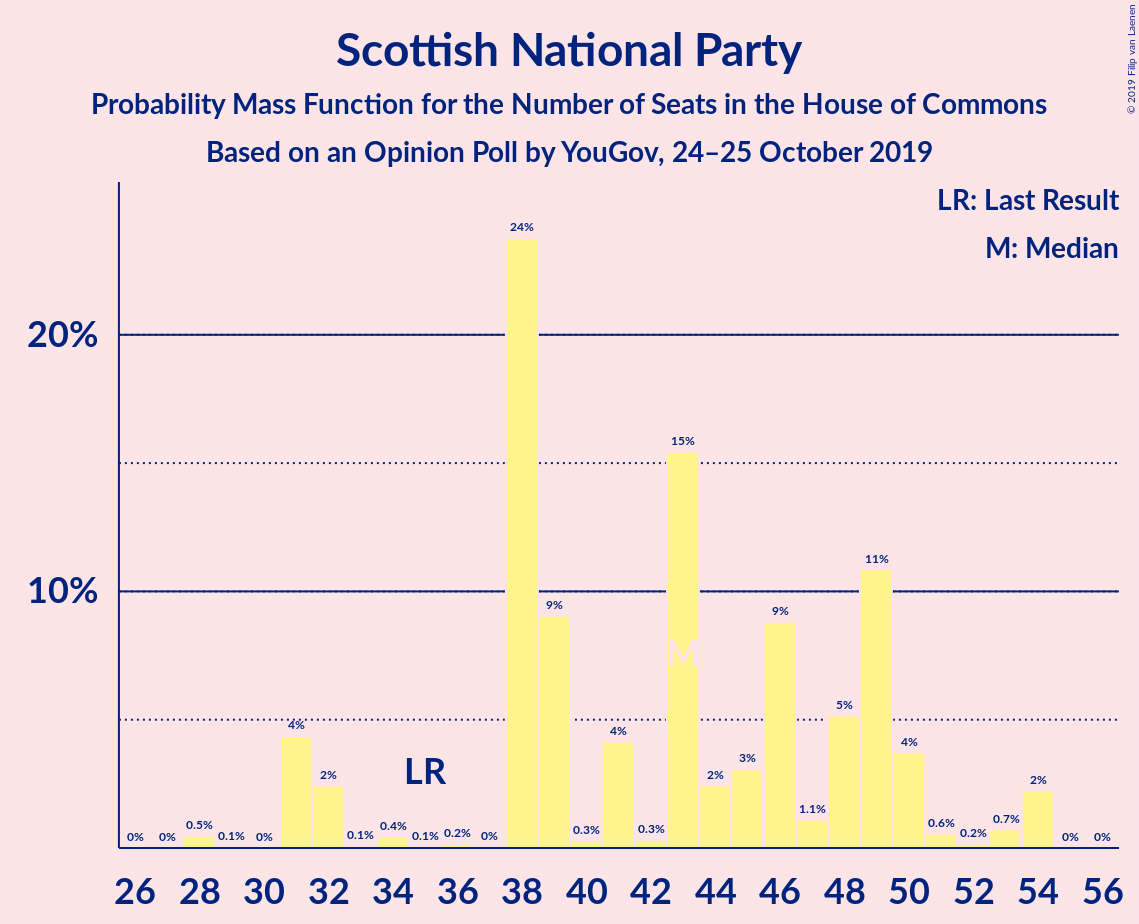 Scottish National Party
Probability Mass Function for the Number of Seats in the House of Commons
Based on an Opinion Poll by YouGov, 24–25 October 2019
© 2019 Filip van Laenen
LR: Last Result
M: Median
20%
10%
0% 0% 0.5% 0.1% 0% 4% 2% 0.1% 0.4% 0.1% 0.2% 0% 24% 9% 0.3% 4% 0.3% 15% 2% 3% 9% 1.1% 5% 11% 4% 0.6% 0.2% 0.7% 2% 0% 0%
LR
M
26 28 30 32 34 36 38 40 42 44 46 48 50 52 54 56